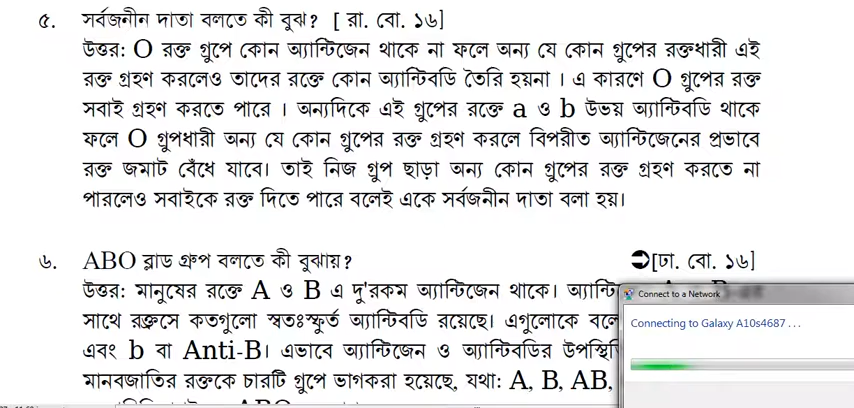 ৫. সর্বজনীন দাতা বলতে কী বুঝ? [ রা. বো. ১৬]
উত্তর: O রক্ত গ্রুপে কোন অ্যান্টিজেন থাকে না ফলে অন্য যে কোন গ্রুপের রক্তধারী এই
রক্ত গ্রহণ করলেও তাদের রক্তে কোন অ্যান্টিবডি তৈরি হয়না । এ কারণে O গ্রুপের রক্ত
সবাই গ্রহণ করতে পারে । অন্যদিকে এই গ্রুপের রক্তে a ও b উভয় অ্যান্টিবডি থাকে
ফলে O গ্রুপধারী অন্য যে কোন গ্রুপের রক্ত গ্রহণ করলে বিপরীত অ্যান্টিজেনের প্রভাবে
রক্ত জমাট বেঁধে যাবে। তাই নিজ গ্রুপ ছাড়া অন্য কোন গ্রুপের রক্ত গ্রহণ করতে না
পারলেও সবাইকে রক্ত দিতে পারে বলেই একে সর্বজনীন দাতা বলা হয়।
৬. ABO ব্লাড গ্রুপ বলতে কী বুঝায়? [ঢা. বো. ১৬]
উত্তর: মানুষের রক্তে A ও B এ দু'রকম অ্যান্টিজেন থাকে।
সাথে রক্তরসে কতগুলো স্বতঃস্ফুর্ত অ্যান্টিবডি রয়েছে। এগুলোকে বলে
এবং b বা Anti-B। এভাবে অ্যান্টিজেন ও অ্যান্টিবডির
মানবজাতির রক্তকে চারটি গ্রুপে ভাগকরা হয়েছে, যথা: A, B, AB,
Connect to a Network
Connecting to Galaxy A10s4687 . . .